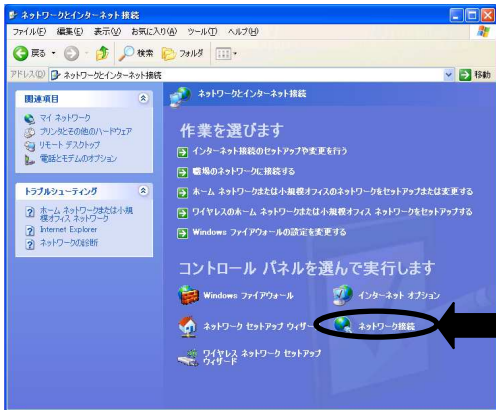 ネットワークとインターネット接続
ファイル(F) 編集(E) 表示(V) お気に入り(A) ツール(T) ヘルプ(H)
戻る 検索 フォルダ
アドレス(D) ネットワークとインターネット接続 移動
関連項目
マイ ネットワーク
プリンタとその他のハードウェア
リモート デスクトップ
電話とモデムのオプション
トラブルシューティング
ホーム ネットワークまたは小規
模オフィス ネットワーク
Internet Explorer
ネットワークの診断
ネットワークとインターネット接続
作業を選びます
インターネット接続のセットアップや変更を行う
職場のネットワークに接続する
ホーム ネットワークまたは小規模オフィスのネットワークをセットアップまたは変更する
ワイヤレスのホーム ネットワークまたは小規模オフィス ネットワークをセットアップする
Windows ファイアウォールの設定を変更する
コントロール パネルを選んで実行します
Windows ファイアウォール インターネット オプション
ネットワーク セットアップ ウィザー ネットワーク接続
ワイヤレス ネットワーク セットアップ
ウィザード